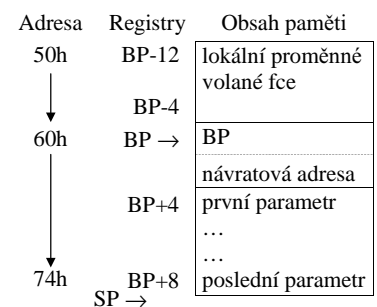 Adresa Registry Obsah paměti
50h BP-12 lokální proměnné
volané fce
BP-4
60h BP → BP
návratová adresa
BP+4 první parametr
…
…
74h BP+8 poslední parametr
SP →